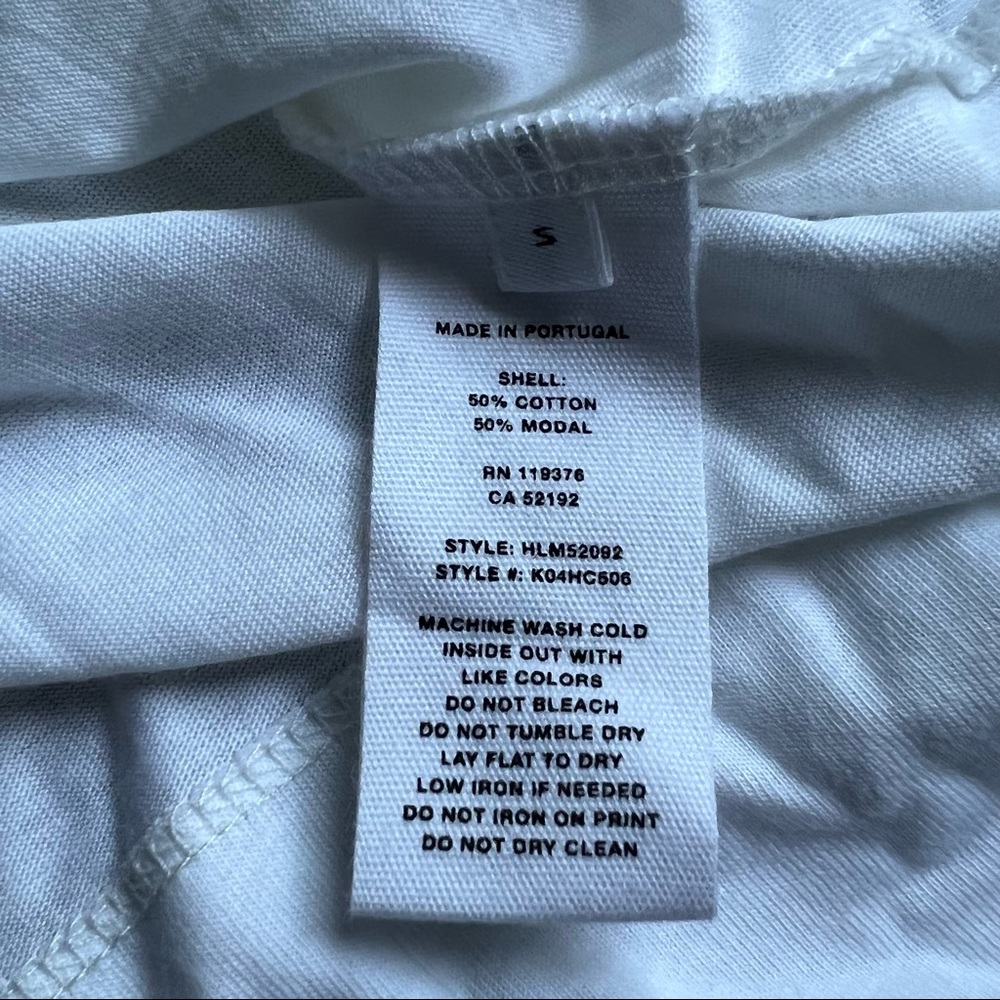 S
MADE IN PORTUGAL
SHELL:
50% COTTON
50% MODAL
RN 119376
CA 52192
STYLE: HLM52092
STYLE #: K04HC506
MACHINE WASH COLD
INSIDE OUT WITH
LIKE COLORS
DO NOT BLEACH
DO NOT TUMBLE DRY
LAY FLAT TO DRY
LOW IRON IF NEEDED
DO NOT IRON ON PRINT
DO NOT DRY CLEAN